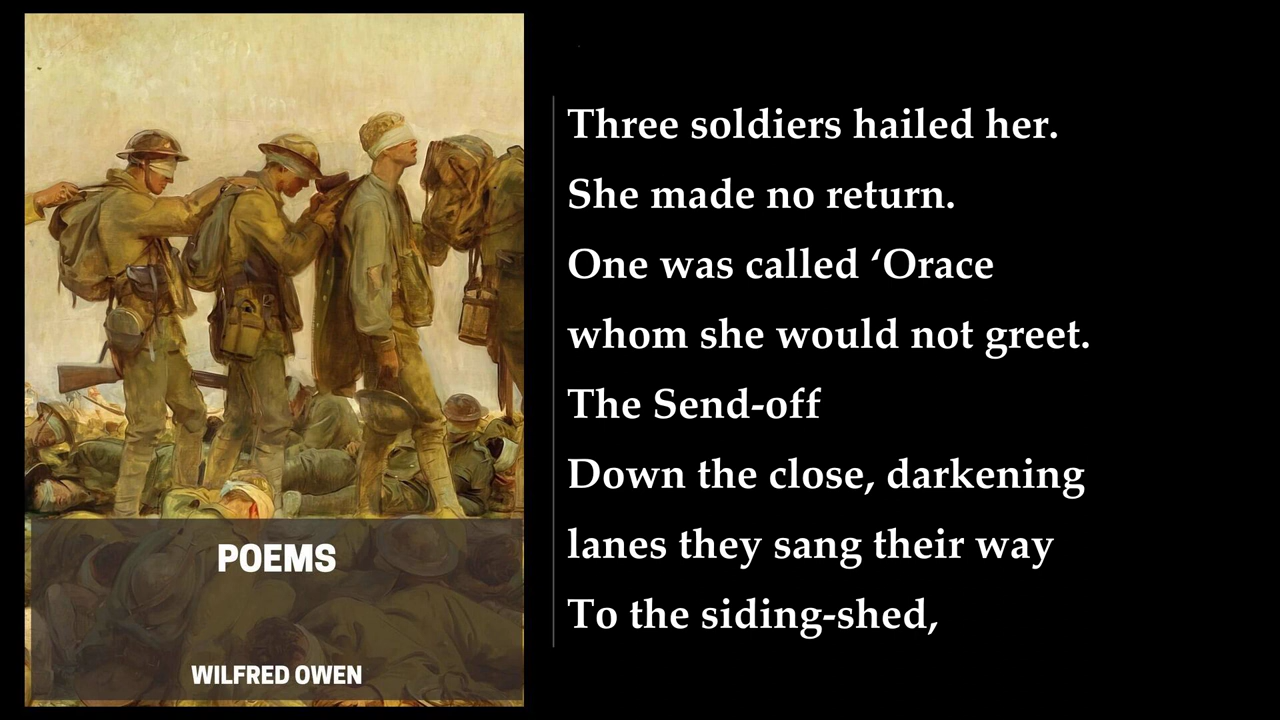 POEMS
WILFRED OWEN
Three soldiers hailed her.
She made no return.
One was called ‘Orace
whom she would not greet.
The Send-off
Down the close, darkening
lanes they sang their way
To the siding-shed,